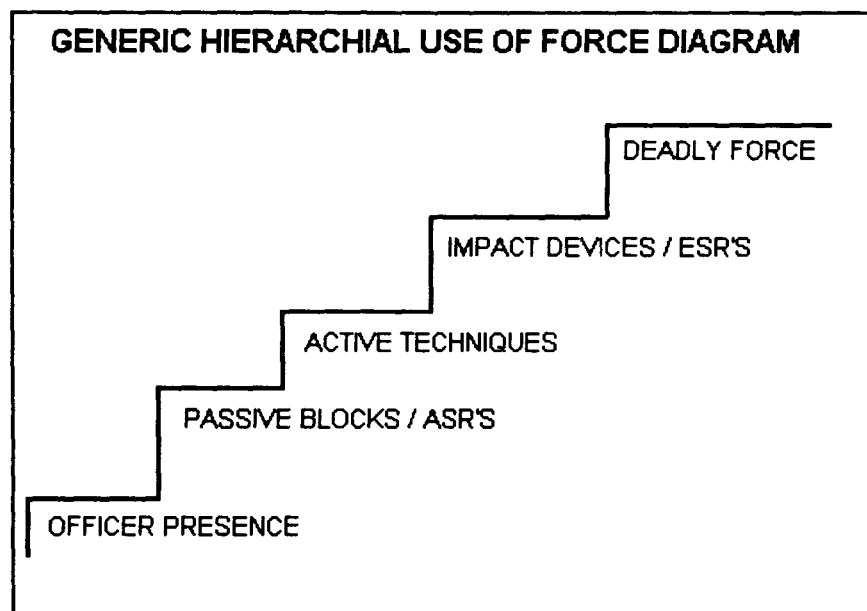 GENERIC HIERARCHIAL USE OF FORCE DIAGRAM
DEADLY FORCE
IMPACT DEVICES / ESR'S
ACTIVE TECHNIQUES
PASSIVE BLOCKS / ASR'S
OFFICER PRESENCE